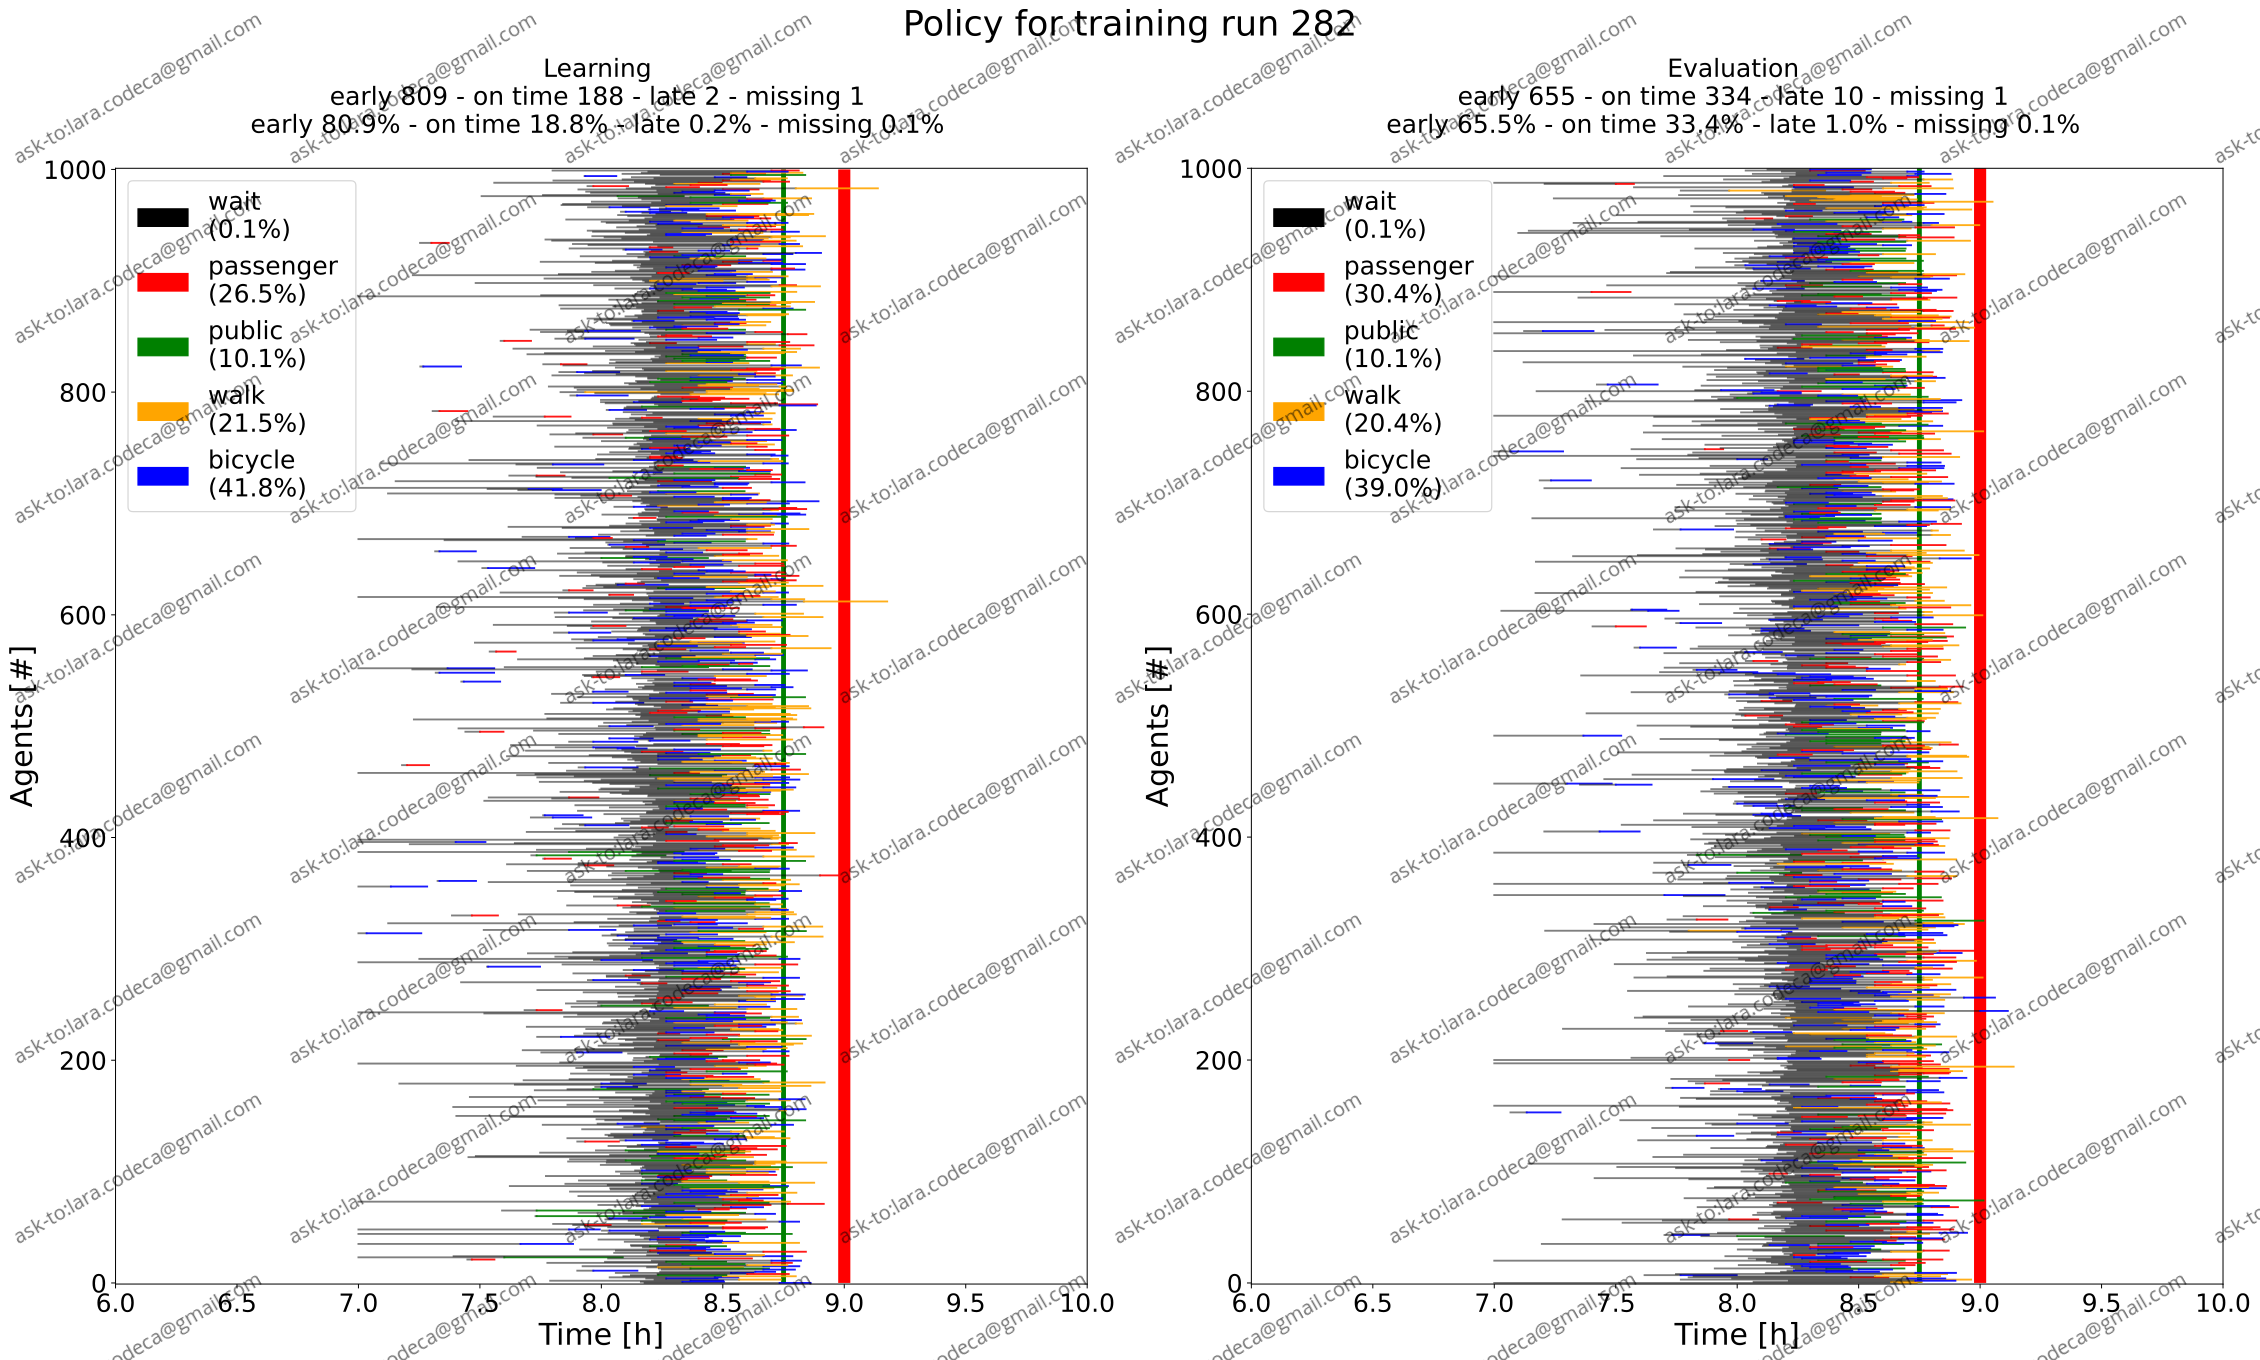 Policy for training run 282
Learning
early 809 - on time 188 - late 2 - missing 1
early 80.9% - on time 18.8% - late 0.2% - missing 0.1%
1000
800
600
400
200
0
Agents [#]
wait
(0.1%)
passenger
(26.5%)
public
(10.1%)
walk
(21.5%)
bicycle
(41.8%)
6.0 6.5 7.0 7.5 8.0 8.5 9.0 9.5 10.0
Time [h]
Evaluation
early 655 - on time 334 - late 10 - missing 1
early 65.5% - on time 33.4% - late 1.0% - missing 0.1%
1000
800
600
400
200
0
Agents [#]
wait
(0.1%)
passenger
(30.4%)
public
(10.1%)
walk
(20.4%)
bicycle
(39.0%)
6.0 6.5 7.0 7.5 8.0 8.5 9.0 9.5 10.0
Time [h]
ask-to:lara.codeca@gmail.com